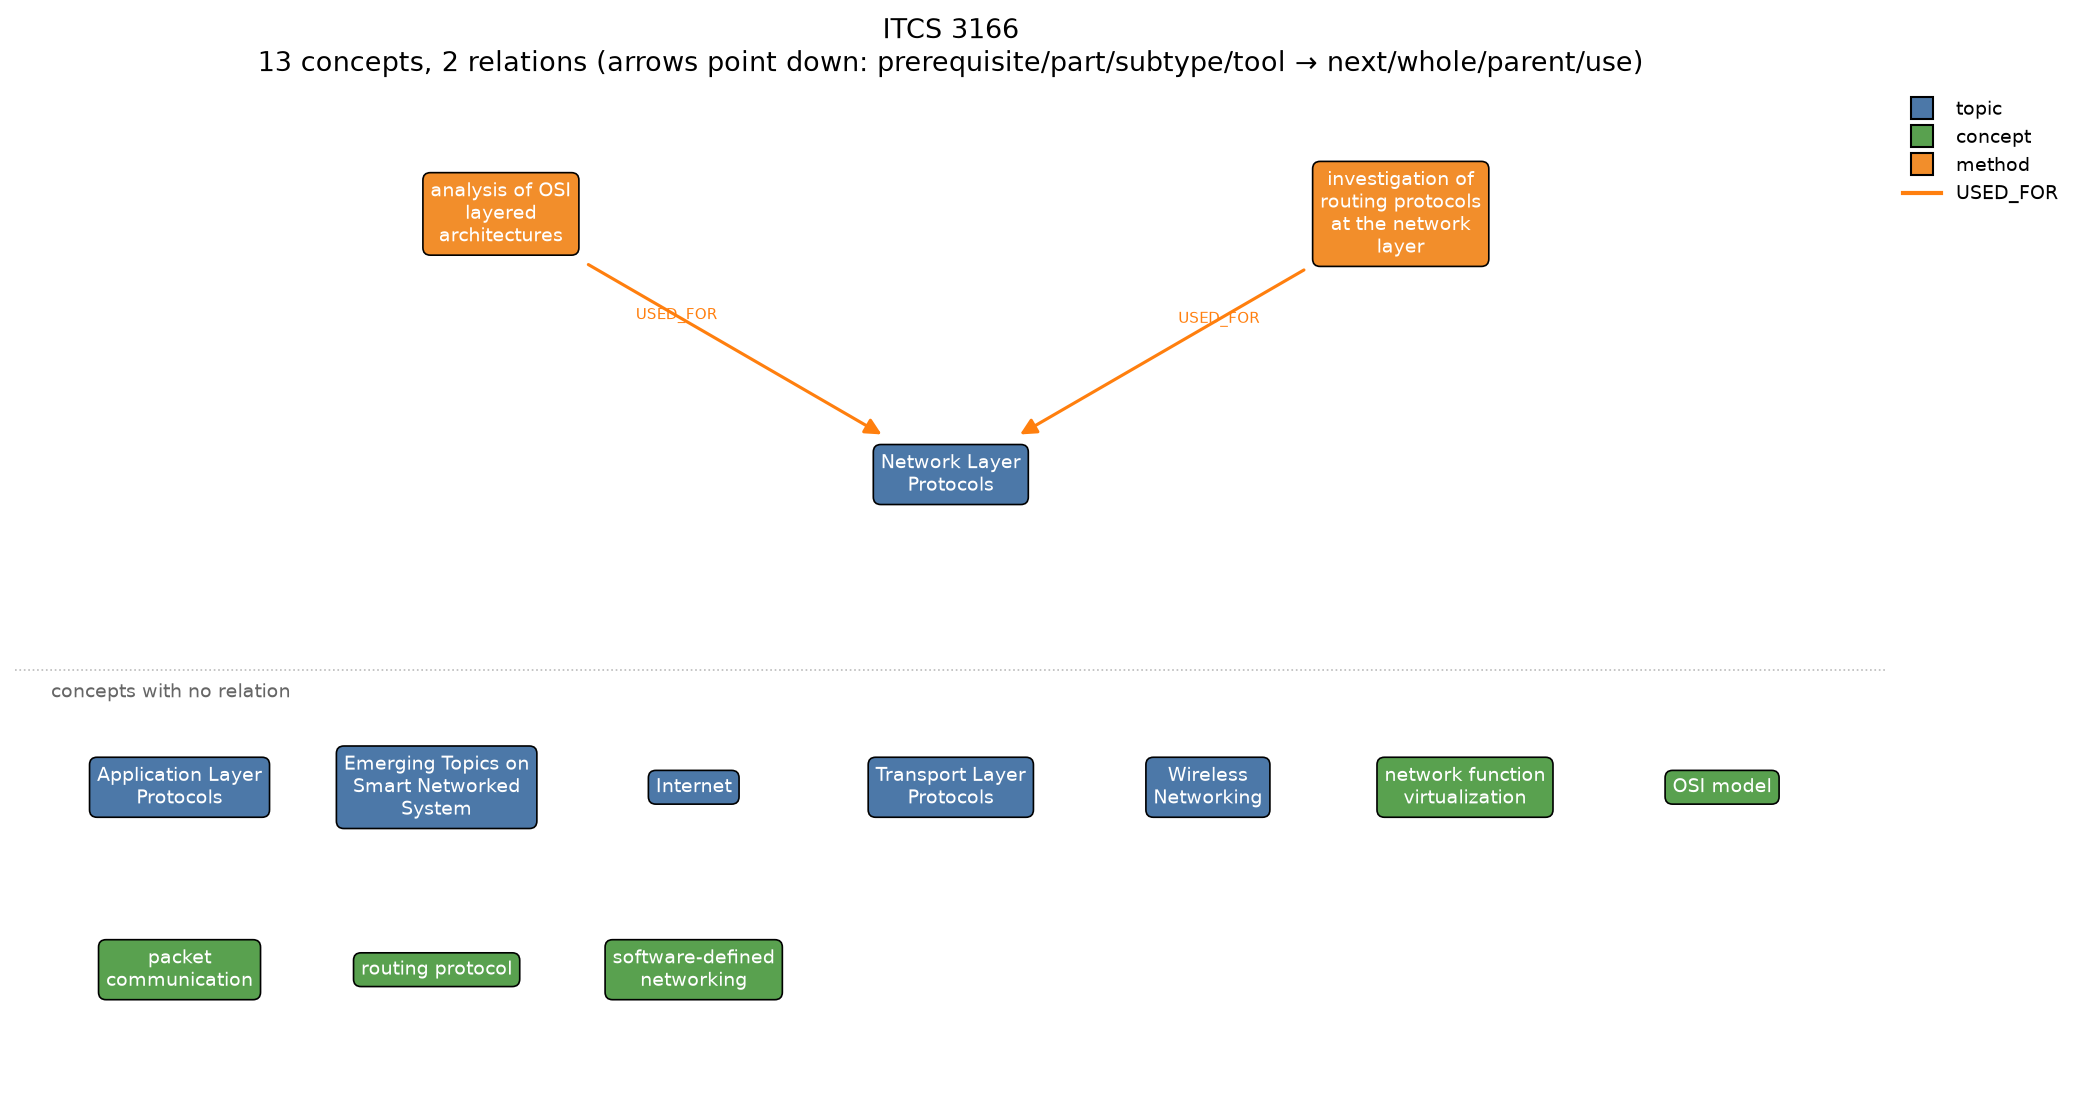 ITCS 3166
13 concepts, 2 relations (arrows point down: prerequisite/part/subtype/tool → next/whole/parent/use)
topic
concept
method
USED_FOR
analysis of OSI
layered
architectures
investigation of
routing protocols
at the network
layer
USED_FOR
USED_FOR
Network Layer
Protocols
concepts with no relation
Application Layer
Protocols
Emerging Topics on
Smart Networked
System
Internet
Transport Layer
Protocols
Wireless
Networking
network function
virtualization
OSI model
packet
communication
routing protocol
software-defined
networking